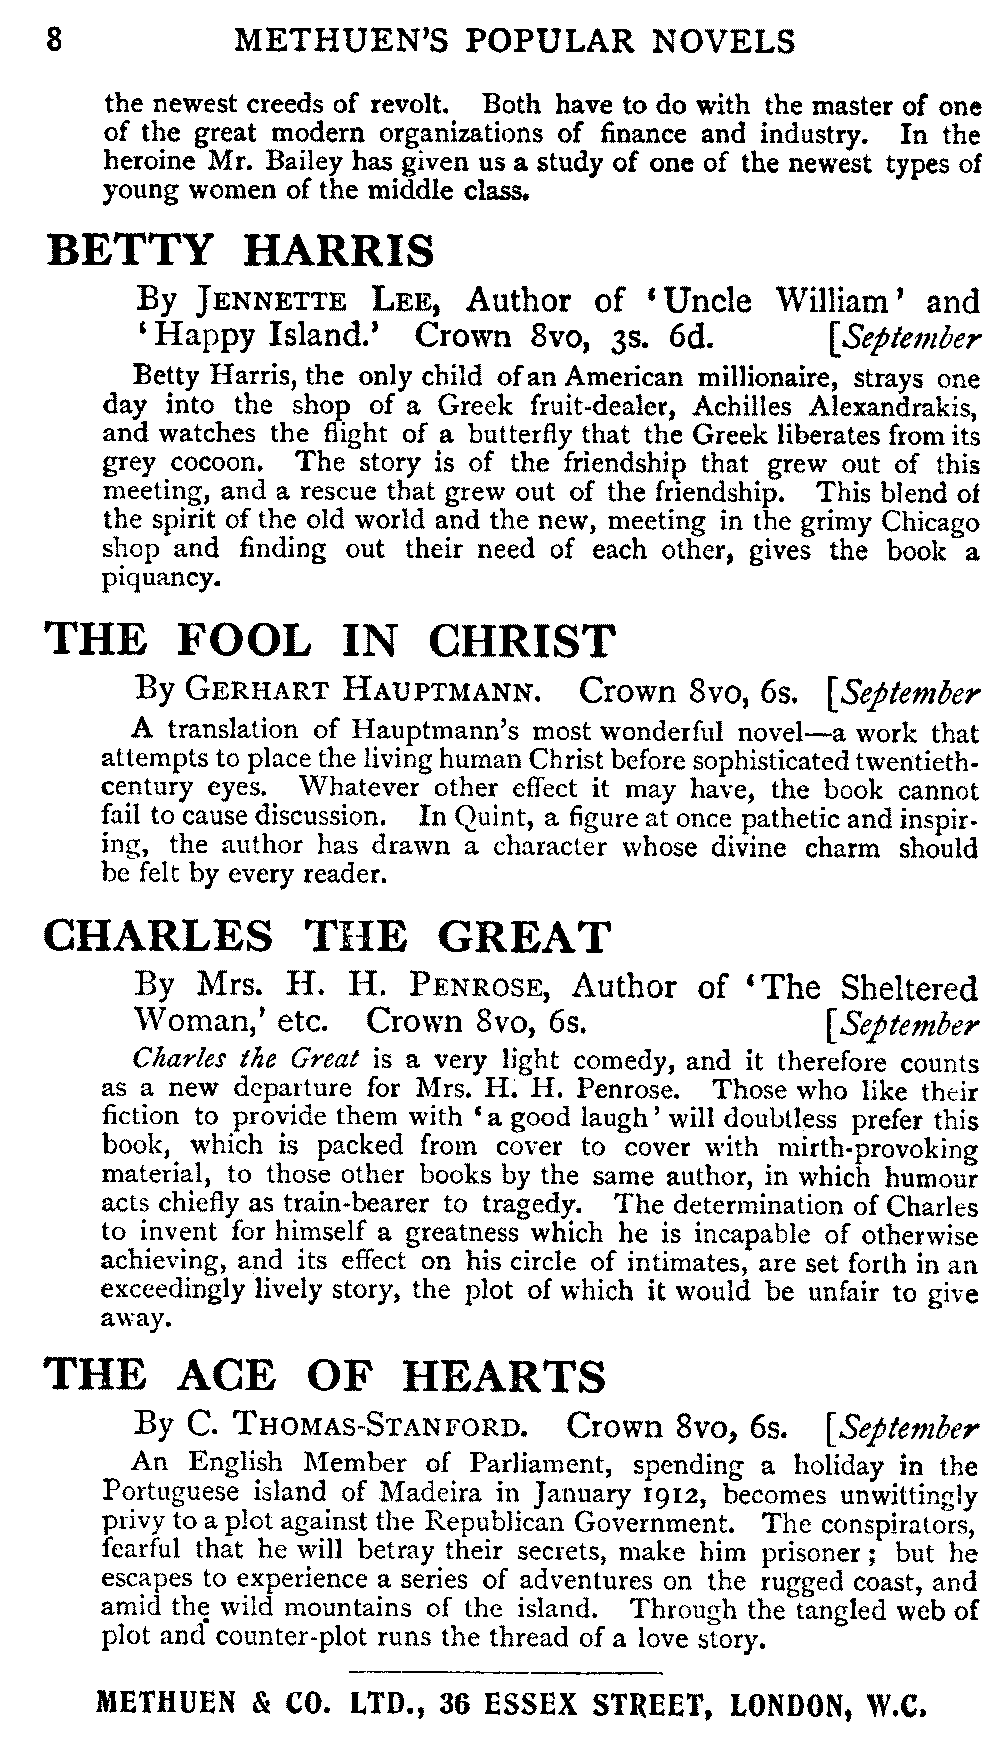 8 METHUEN'S POPULAR NOVELS
the newest creeds of revolt. Both have to do with the master of one
of the great modern organizations of finance and industry. In the
heroine Mr. Bailey has given us a study of one of the newest types of
young women of the middle class.
BETTY HARRIS
By JENNETTE LEE, Author of 'Uncle William' and
'Happy Island.' Crown 8vo, 3s. 6d. [September
Betty Harris, the only child of an American millionaire, strays one
day into the shop of a Greek fruit-dealer, Achilles Alexandrakis,
and watches the flight of a butterfly that the Greek liberates from its
grey cocoon. The story is of the friendship that grew out of this
meeting, and a rescue that grew out of the friendship. This blend of
the spirit of the old world and the new, meeting in the grimy Chicago
shop and finding out their need of each other, gives the book a
piquancy.
THE FOOL IN CHRIST
By GERHART HAUPTMANN. Crown 8vo, 6s. [September
A translation of Hauptmann's most wonderful novel—a work that
attempts to place the living human Christ before sophisticated twentieth-
century eyes. Whatever other effect it may have, the book cannot
fail to cause discussion. In Quint, a figure at once pathetic and inspir-
ing, the author has drawn a character whose divine charm should
be felt by every reader.
CHARLES THE GREAT
By Mrs. H. H. PENROSE, Author of 'The Sheltered
Woman,' etc. Crown 8vo, 6s. [September
Charles the Great is a very light comedy, and it therefore counts
as a new departure for Mrs. H. H. Penrose. Those who like their
fiction to provide them with 'a good laugh' will doubtless prefer this
book, which is packed from cover to cover with mirth-provoking
material, to those other books by the same author, in which humour
acts chiefly as train-bearer to tragedy. The determination of Charles
to invent for himself a greatness which he is incapable of otherwise
achieving, and its effect on his circle of intimates, are set forth in an
exceedingly lively story, the plot of which it would be unfair to give
away.
THE ACE OF HEARTS
By C. THOMAS-STANFORD. Crown 8vo, 6s. [September
An English Member of Parliament, spending a holiday in the
Portuguese island of Madeira in January 1912, becomes unwittingly
privy to a plot against the Republican Government. The conspirators,
fearful that he will betray their secrets, make him prisoner; but he
escapes to experience a series of adventures on the rugged coast, and
amid the wild mountains of the island. Through the tangled web of
plot and counter-plot runs the thread of a love story.
METHUEN & CO. LTD., 36 ESSEX STREET, LONDON, W.C.